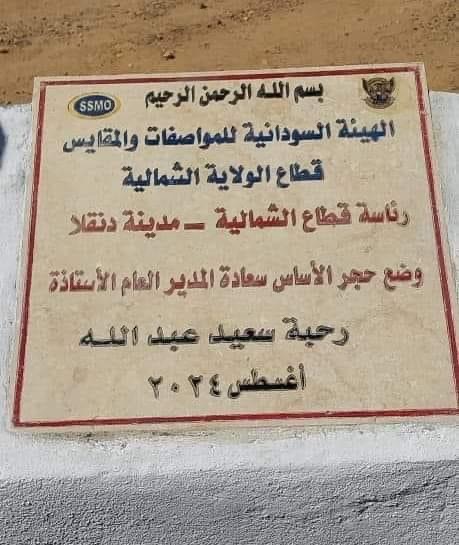 بسم الله الرحمن الرحيم
SSMO
الهيئة السودانية للمواصفات والمقايس
قطاع الولاية الشمالية
رئاسة قطاع الشمالية – مدينة دنقلا
وضع حجر الأساس سعادة المدير العام الأستاذة
رحبة سعيد عبد الله
أغسطس ٢٠٢٤